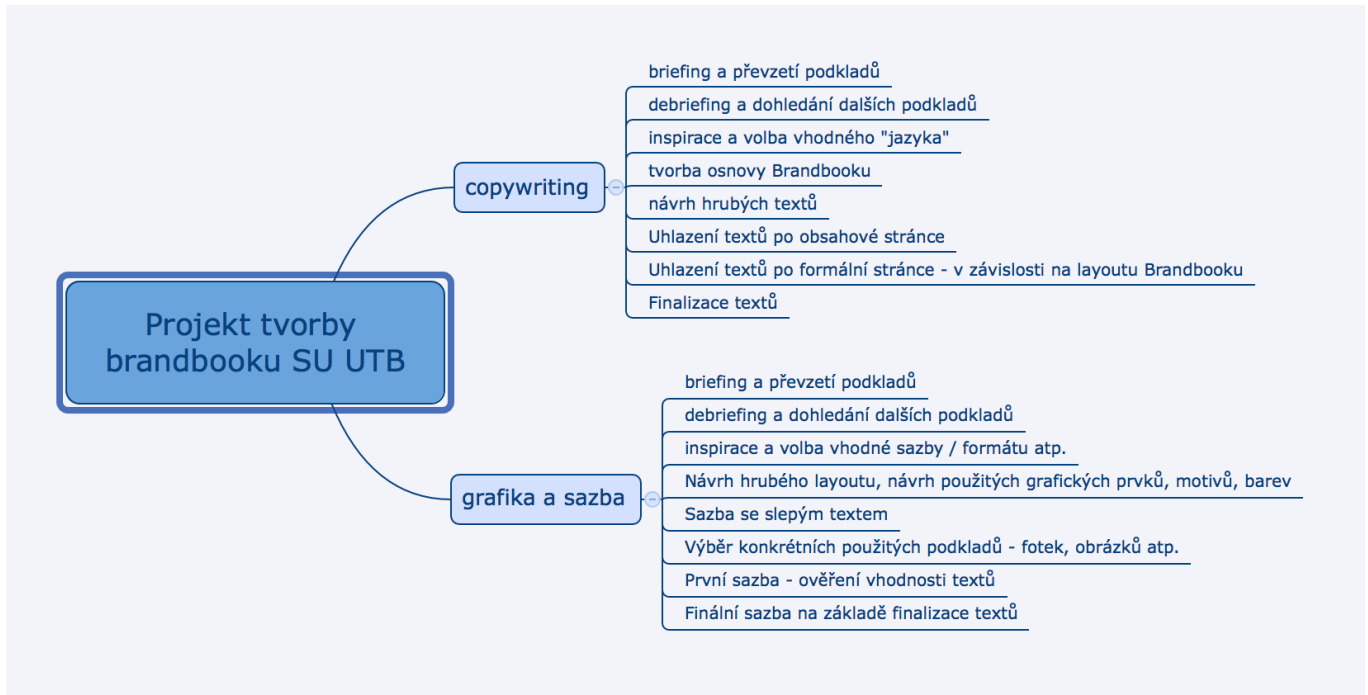 Projekt tvorby
brandbooku SU UTB
copywriting
briefing a převzetí podkladů
debriefing a dohledání dalších podkladů
inspirace a volba vhodného "jazyka"
tvorba osnovy Brandbooku
návrh hrubých textů
Uhlazení textů po obsahové stránce
Uhlazení textů po formální stránce - v závislosti na layoutu Brandbooku
Finalizace textů
grafika a sazba
briefing a převzetí podkladů
debriefing a dohledání dalších podkladů
inspirace a volba vhodné sazby / formátu atp.
Návrh hrubého layoutu, návrh použitých grafických prvků, motivů, barev
Sazba se slepým textem
Výběr konkrétních použitých podkladů - fotek, obrázků atp.
První sazba - ověření vhodnosti textů
Finální sazba na základě finalizace textů